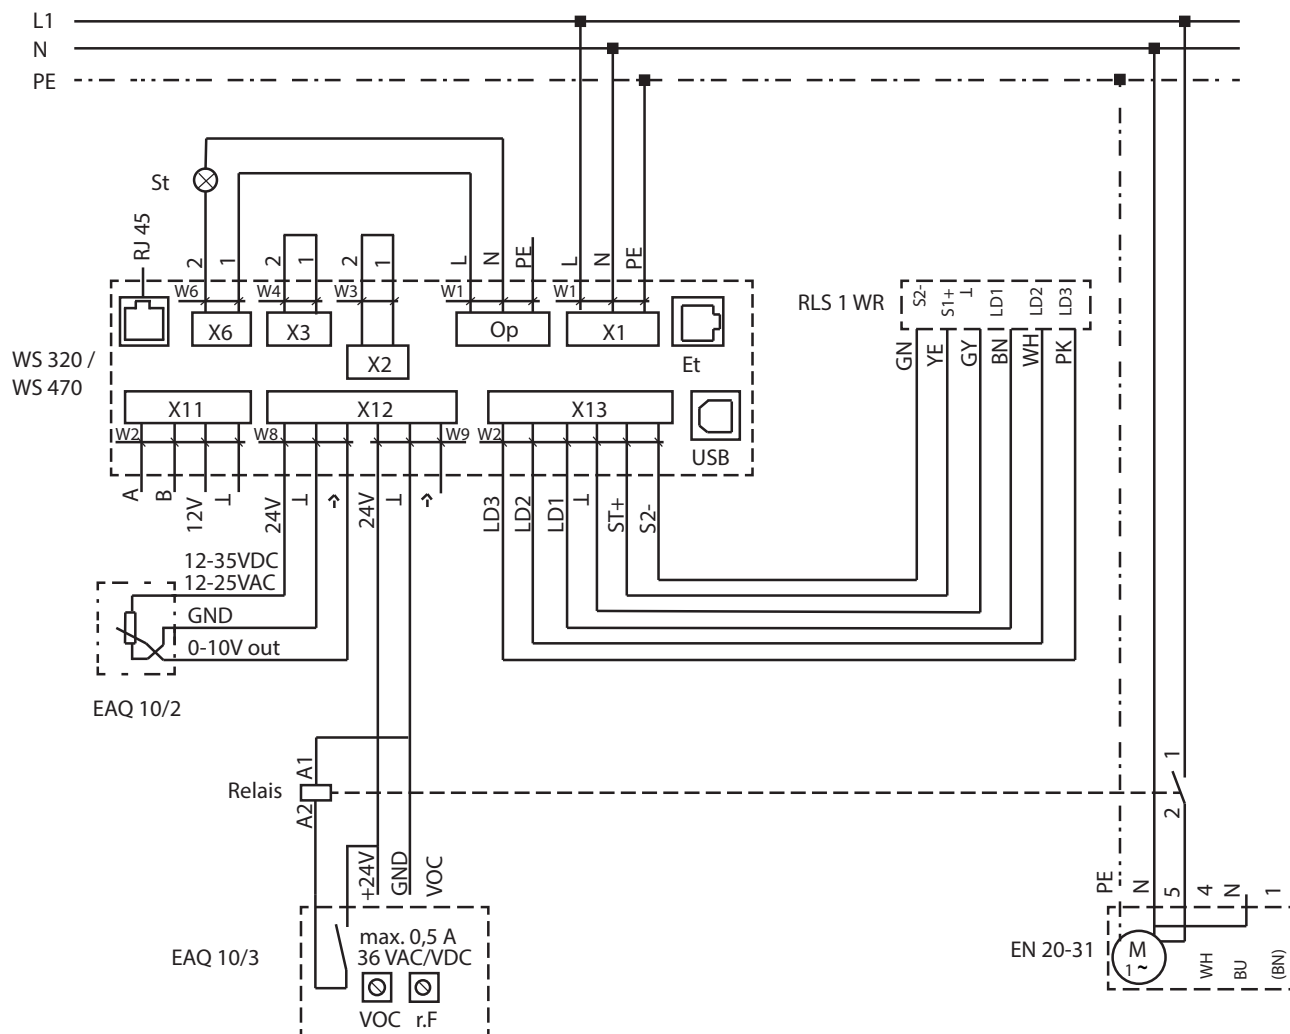 L1
N
PE
St
RJ 45
2 1 2 1 2 1 L N PE L N PE
W6 W4 W3 W1 W1
X6 X3 X2 Op X1
Et
WS 320 /
WS 470
RLS 1 WR
S2- S1+ ⊥ LD1 LD2 LD3
GN YE GY BN WH PK
X11 X12 X13
W2 W8 W9 W2
USB
A B 12V ⊥ 24V ⊥ 24V ⊥ LD3 LD2 LD1 ⊥ ST+ S2-
12-35VDC
12-25VAC
GND
0-10V out
EAQ 10/2
Relais
A1
A2
1
2
+24V GND VOC
PE N 5 4 N 1
EAQ 10/3
max. 0,5 A
36 VAC/VDC
VOC r.F
EN 20-31
M
1 ~
WH BU (BN)